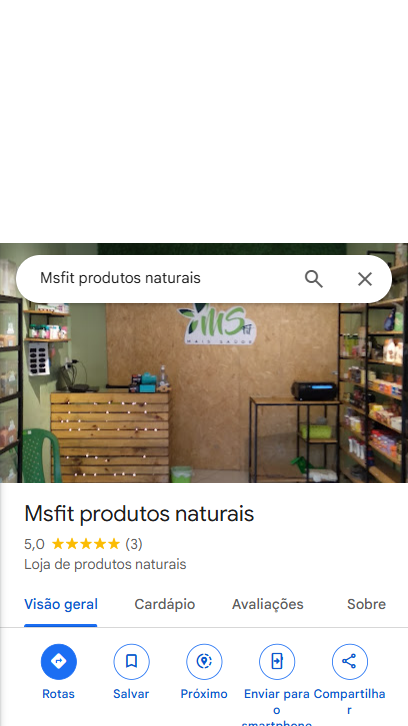 Msfit produtos naturais
MS
FIT
MAIS SAÚDE
Msfit produtos naturais
5,0 ★★★★★ (3)
Loja de produtos naturais
Visão geral Cardápio Avaliações Sobre
Rotas Salvar Próximo Enviar para o smartphone Compartilhar